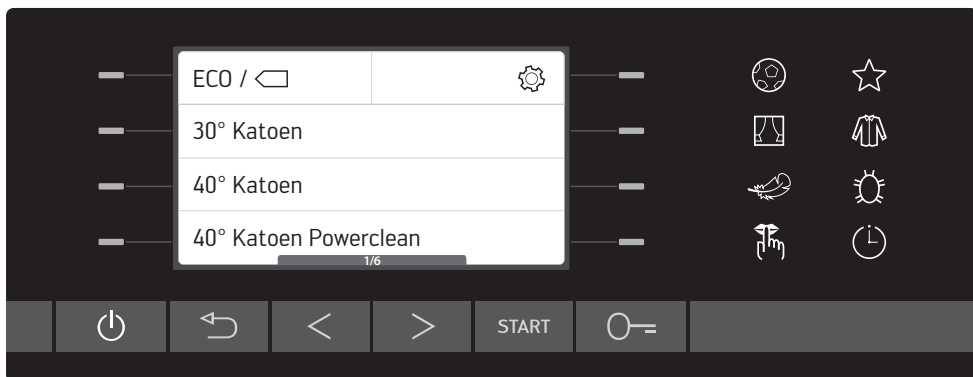 ECO /
30° Katoen
40° Katoen
40° Katoen Powerclean
1/6
START